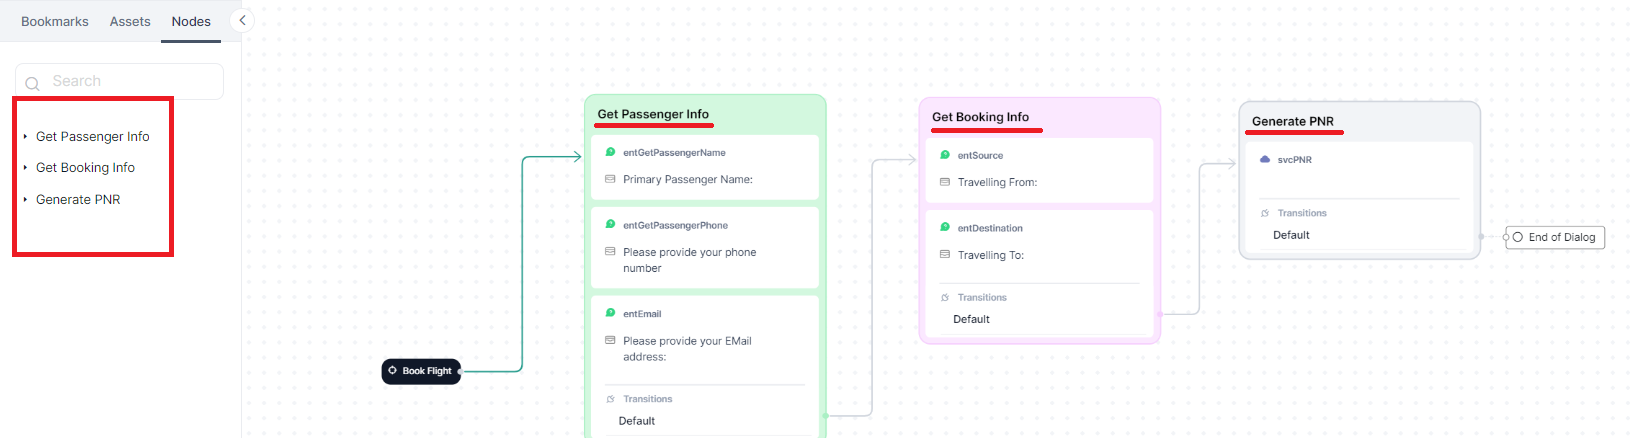 Bookmarks Assets Nodes
Search
Get Passenger Info
Get Booking Info
Generate PNR
Book Flight
Get Passenger Info
entGetPassengerName
Primary Passenger Name:
entGetPassengerPhone
Please provide your phone
number
entEmail
Please provide your EMail
address:
Transitions
Default
Get Booking Info
entSource
Travelling From:
entDestination
Travelling To:
Transitions
Default
Generate PNR
svcPNR
Transitions
Default
End of Dialog